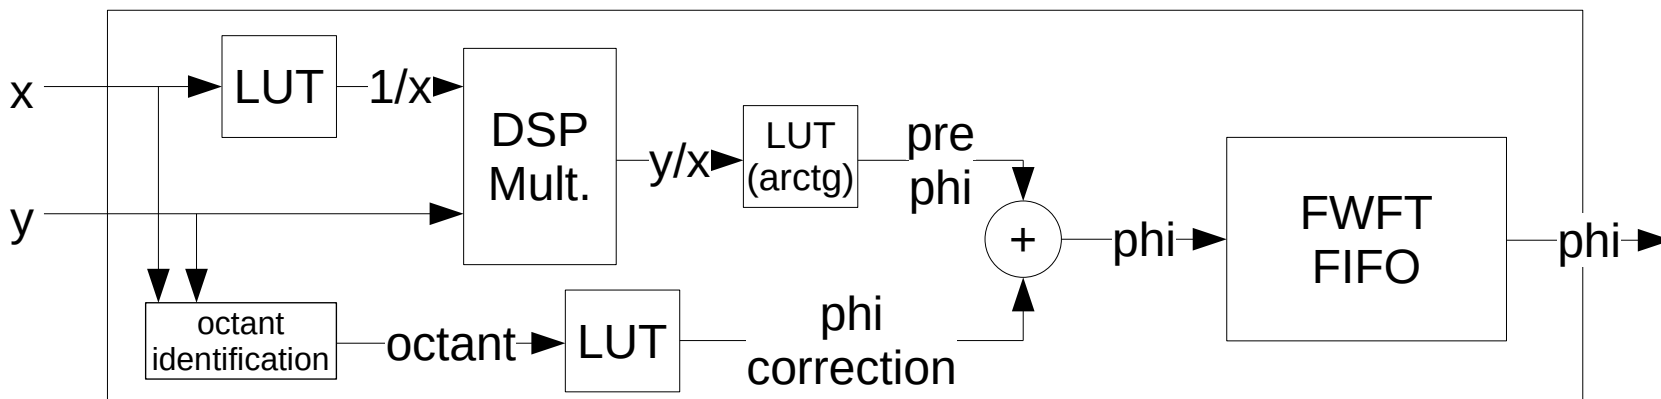 x
LUT
1/x
DSP
Mult.
y/x
LUT
(arctg)
pre
phi
y
octant
identification
octant
LUT
phi
correction
+
phi
FWFT
FIFO
phi